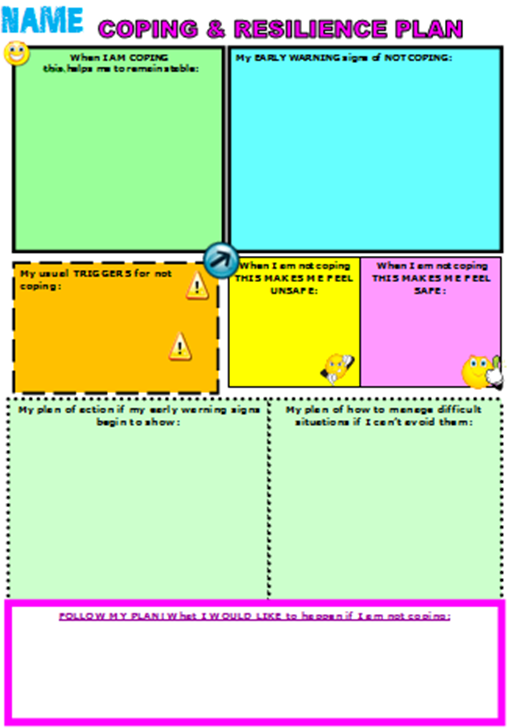 NAME
COPING & RESILIENCE PLAN
When I AM COPING
this helps me to remain stable:
My EARLY WARNING signs of NOT COPING:
My usual TRIGGERS for not
coping:
When I am not coping
THIS MAKES ME FEEL
UNSAFE:
When I am not coping
THIS MAKES ME FEEL
SAFE:
My plan of action if my early warning signs
begin to show:
My plan of how to manage difficult
situations if I can't avoid them:
FOLLOW MY PLAN! What I WOULD LIKE to happen if I am not coping: